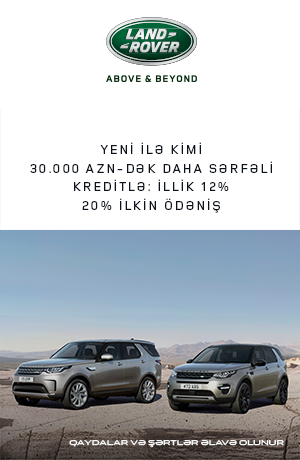 LAND
ROVER
ABOVE & BEYOND
YENİ İLƏ KİMİ
30.000 AZN-DƏK DAHA SƏRFƏLİ
KREDİTLƏ: İLLİK 12%
20% İLKİN ÖDƏNİŞ
QAYDALAR VƏ ŞƏRTLƏR ƏLAVƏ OLUNUR